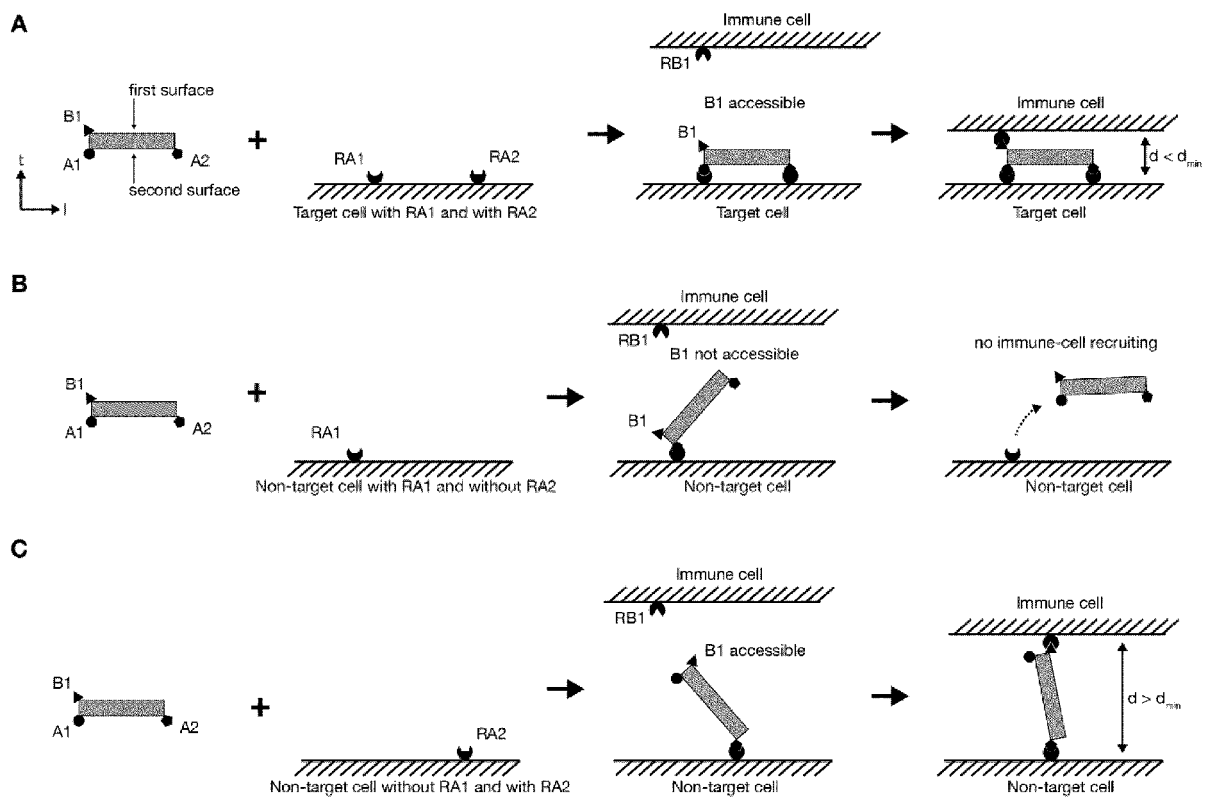 A
Immune cell
RB1
first surface
B1
B1 accessible
Immune cell
B1
A1
A2
RA1
RA2
d < dmin
t
second surface
l
Target cell with RA1 and with RA2
Target cell
Target cell
B
Immune cell
RB1
B1 not accessible
no immune-cell recruiting
B1
A1
A2
RA1
B1
Non-target cell with RA1 and without RA2
Non-target cell
Non-target cell
C
Immune cell
RB1
Immune cell
B1 accessible
B1
A1
A2
RA2
d > dmin
Non-target cell without RA1 and with RA2
Non-target cell
Non-target cell